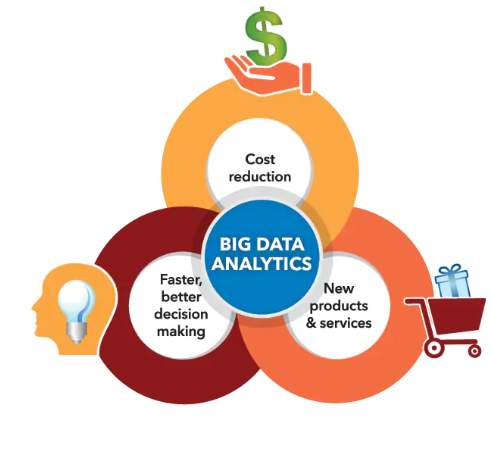 $
Cost
reduction
BIG DATA
ANALYTICS
Faster,
better
decision
making
New
products
& services